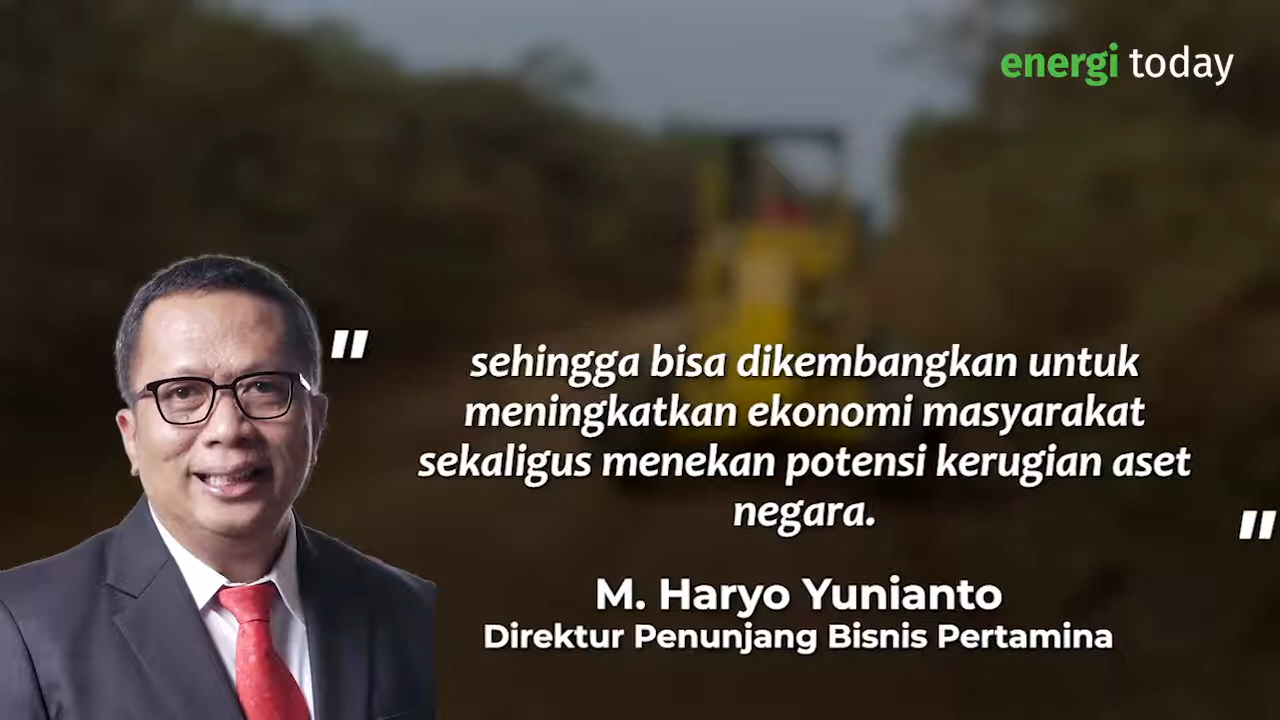 energi today
"
sehingga bisa dikembangkan untuk
meningkatkan ekonomi masyarakat
sekaligus menekan potensi kerugian aset
negara.
"
M. Haryo Yunianto
Direktur Penunjang Bisnis Pertamina